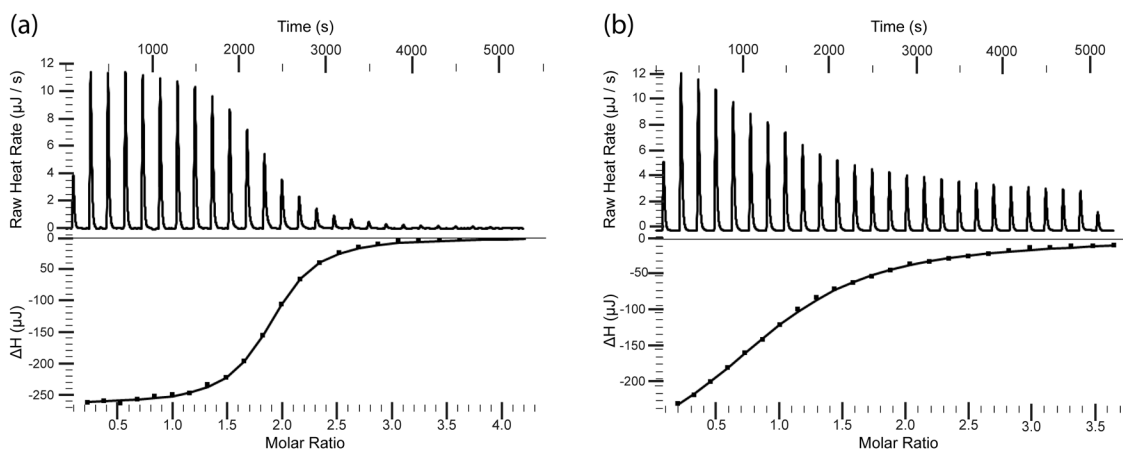 (a)
Time (s)
1000 2000 3000 4000 5000
Raw Heat Rate (µJ / s)
12
10
8
6
4
2
0
0
50
-100
-150
-200
-250
ΔH (µJ)
0.5 1.0 1.5 2.0 2.5 3.0 3.5 4.0
Molar Ratio
(b)
Time (s)
0 1000 2000 3000 4000 5000
Raw Heat Rate (µJ / s)
12
10
8
6
4
2
0
0
-50
-100
-150
-200
ΔH (µJ)
0.5 1.0 1.5 2.0 2.5 3.0 3.5
Molar Ratio